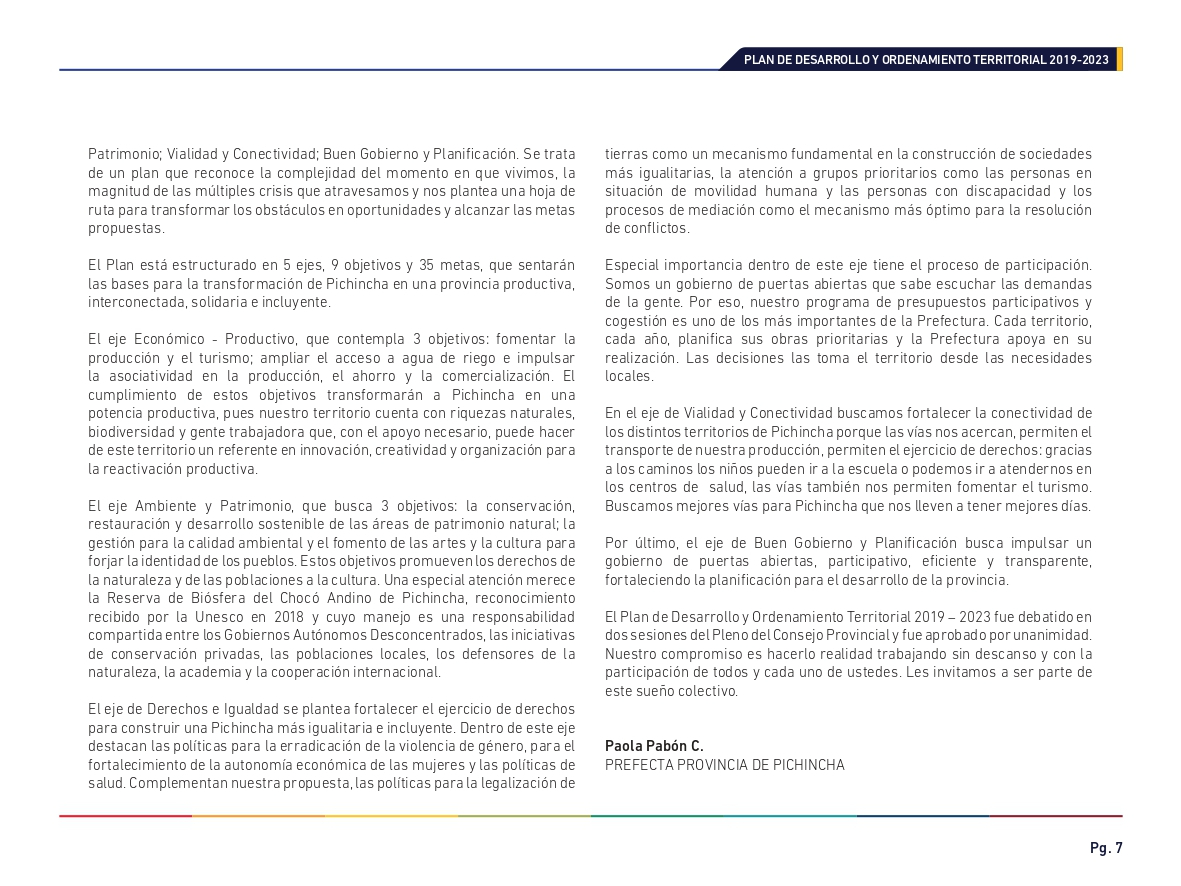 PLAN DE DESARROLLO Y ORDENAMIENTO TERRITORIAL 2019-2023
Patrimonio; Vialidad y Conectividad; Buen Gobierno y Planificación. Se trata
de un plan que reconoce la complejidad del momento en que vivimos, la
magnitud de las múltiples crisis que atravesamos y nos plantea una hoja de
ruta para transformar los obstáculos en oportunidades y alcanzar las metas
propuestas.
El Plan está estructurado en 5 ejes, 9 objetivos y 35 metas, que sentarán
las bases para la transformación de Pichincha en una provincia productiva,
interconectada, solidaria e incluyente.
El eje Económico - Productivo, que contempla 3 objetivos: fomentar la
producción y el turismo; ampliar el acceso a agua de riego e impulsar
la asociatividad en la producción, el ahorro y la comercialización. El
cumplimiento de estos objetivos transformarán a Pichincha en una
potencia productiva, pues nuestro territorio cuenta con riquezas naturales,
biodiversidad y gente trabajadora que, con el apoyo necesario, puede hacer
de este territorio un referente en innovación, creatividad y organización para
la reactivación productiva.
El eje Ambiente y Patrimonio, que busca 3 objetivos: la conservación,
restauración y desarrollo sostenible de las áreas de patrimonio natural; la
gestión para la calidad ambiental y el fomento de las artes y la cultura para
forjar la identidad de los pueblos. Estos objetivos promueven los derechos de
la naturaleza y de las poblaciones a la cultura. Una especial atención merece
la Reserva de Biósfera del Chocó Andino de Pichincha, reconocimiento
recibido por la Unesco en 2018 y cuyo manejo es una responsabilidad
compartida entre los Gobiernos Autónomos Desconcentrados, las iniciativas
de conservación privadas, las poblaciones locales, los defensores de la
naturaleza, la academia y la cooperación internacional.
El eje de Derechos e Igualdad se plantea fortalecer el ejercicio de derechos
para construir una Pichincha más igualitaria e incluyente. Dentro de este eje
destacan las políticas para la erradicación de la violencia de género, para el
fortalecimiento de la autonomía económica de las mujeres y las políticas de
salud. Complementan nuestra propuesta, las políticas para la legalización de
tierras como un mecanismo fundamental en la construcción de sociedades
más igualitarias, la atención a grupos prioritarios como las personas en
situación de movilidad humana y las personas con discapacidad y los
procesos de mediación como el mecanismo más óptimo para la resolución
de conflictos.
Especial importancia dentro de este eje tiene el proceso de participación.
Somos un gobierno de puertas abiertas que sabe escuchar las demandas
de la gente. Por eso, nuestro programa de presupuestos participativos y
cogestión es uno de los más importantes de la Prefectura. Cada territorio,
cada año, planifica sus obras prioritarias y la Prefectura apoya en su
realización. Las decisiones las toma el territorio desde las necesidades
locales.
En el eje de Vialidad y Conectividad buscamos fortalecer la conectividad de
los distintos territorios de Pichincha porque las vías nos acercan, permiten el
transporte de nuestra producción, permiten el ejercicio de derechos: gracias
a los caminos los niños pueden ir a la escuela o podemos ir a atendernos en
los centros de salud, las vías también nos permiten fomentar el turismo.
Buscamos mejores vías para Pichincha que nos lleven a tener mejores días.
Por último, el eje de Buen Gobierno y Planificación busca impulsar un
gobierno de puertas abiertas, participativo, eficiente y transparente,
fortaleciendo la planificación para el desarrollo de la provincia.
El Plan de Desarrollo y Ordenamiento Territorial 2019 – 2023 fue debatido en
dos sesiones del Pleno del Consejo Provincial y fue aprobado por unanimidad.
Nuestro compromiso es hacerlo realidad trabajando sin descanso y con la
participación de todos y cada uno de ustedes. Les invitamos a ser parte de
este sueño colectivo.
Paola Pabón C.
PREFECTA PROVINCIA DE PICHINCHA
Pg. 7